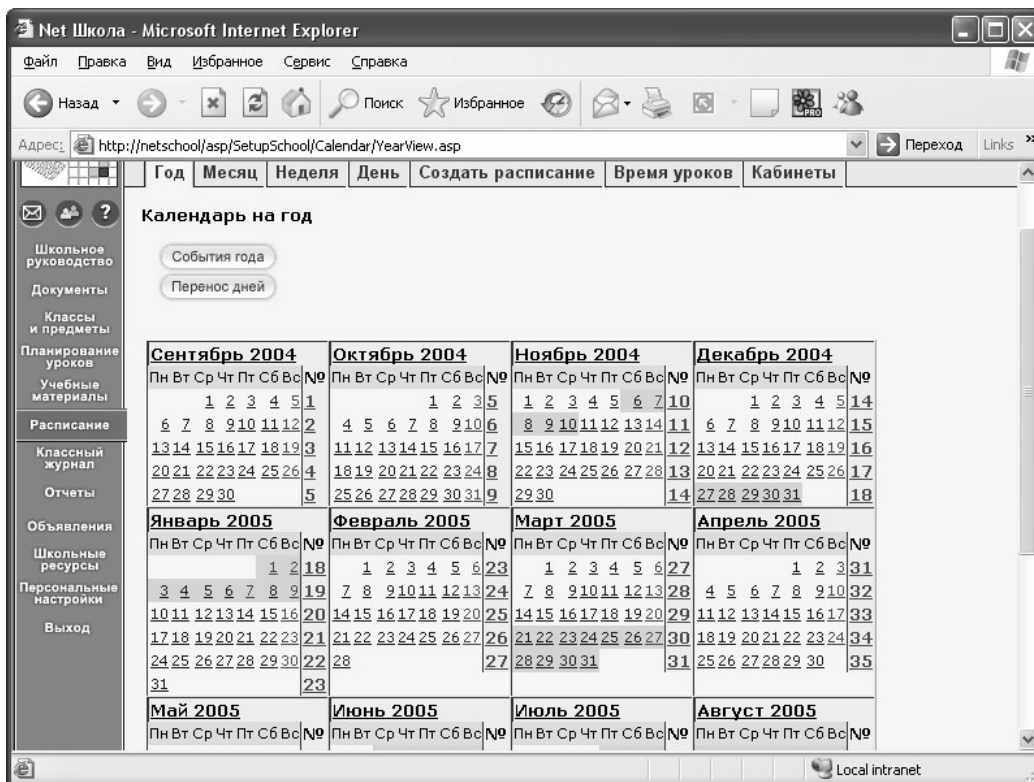 Net Школа - Microsoft Internet Explorer
Файл Правка Вид Избранное Сервис Справка
Назад Поиск Избранное PRO
Адрес: http://netschool/asp/SetupSchool/Calendar/YearView.asp Переход Links »
Год Месяц Неделя День Создать расписание Время уроков Кабинеты
Календарь на год
События года
Перенос дней
Школьное
руководство
Документы
Классы
и предметы
Планирование
уроков
Учебные
материалы
Расписание
Классный
журнал
Отчеты
Объявления
Школьные
ресурсы
Персональные
настройки
Выход
Сентябрь 2004 Октябрь 2004 Ноябрь 2004 Декабрь 2004
Пн Вт Ср Чт Пт Сб Вс № Пн Вт Ср Чт Пт Сб Вс № Пн Вт Ср Чт Пт Сб Вс № Пн Вт Ср Чт Пт Сб Вс №
1 2 3 4 5 1 1 2 3 5 1 2 3 4 5 6 7 10 1 2 3 4 5 14
6 7 8 9 10 11 12 2 4 5 6 7 8 9 10 6 8 9 10 11 12 13 14 11 6 7 8 9 10 11 12 15
13 14 15 16 17 18 19 3 11 12 13 14 15 16 17 7 15 16 17 18 19 20 21 12 13 14 15 16 17 18 19 16
20 21 22 23 24 25 26 4 18 19 20 21 22 23 24 8 22 23 24 25 26 27 28 13 20 21 22 23 24 25 26 17
27 28 29 30 5 25 26 27 28 29 30 31 9 29 30 14 27 28 29 30 31 18
Январь 2005 Февраль 2005 Март 2005 Апрель 2005
Пн Вт Ср Чт Пт Сб Вс № Пн Вт Ср Чт Пт Сб Вс № Пн Вт Ср Чт Пт Сб Вс № Пн Вт Ср Чт Пт Сб Вс №
1 2 18 1 2 3 4 5 6 23 1 2 3 4 5 6 27 1 2 3 31
3 4 5 6 7 8 9 19 7 8 9 10 11 12 13 24 7 8 9 10 11 12 13 28 4 5 6 7 8 9 10 32
10 11 12 13 14 15 16 20 14 15 16 17 18 19 20 25 14 15 16 17 18 19 20 29 11 12 13 14 15 16 17 33
17 18 19 20 21 22 23 21 21 22 23 24 25 26 27 26 21 22 23 24 25 26 27 30 18 19 20 21 22 23 24 34
24 25 26 27 28 29 30 22 28 27 28 29 30 31 31 25 26 27 28 29 30 35
31 23
Май 2005 Июнь 2005 Июль 2005 Август 2005
Пн Вт Ср Чт Пт Сб Вс № Пн Вт Ср Чт Пт Сб Вс № Пн Вт Ср Чт Пт Сб Вс № Пн Вт Ср Чт Пт Сб Вс №
Local intranet